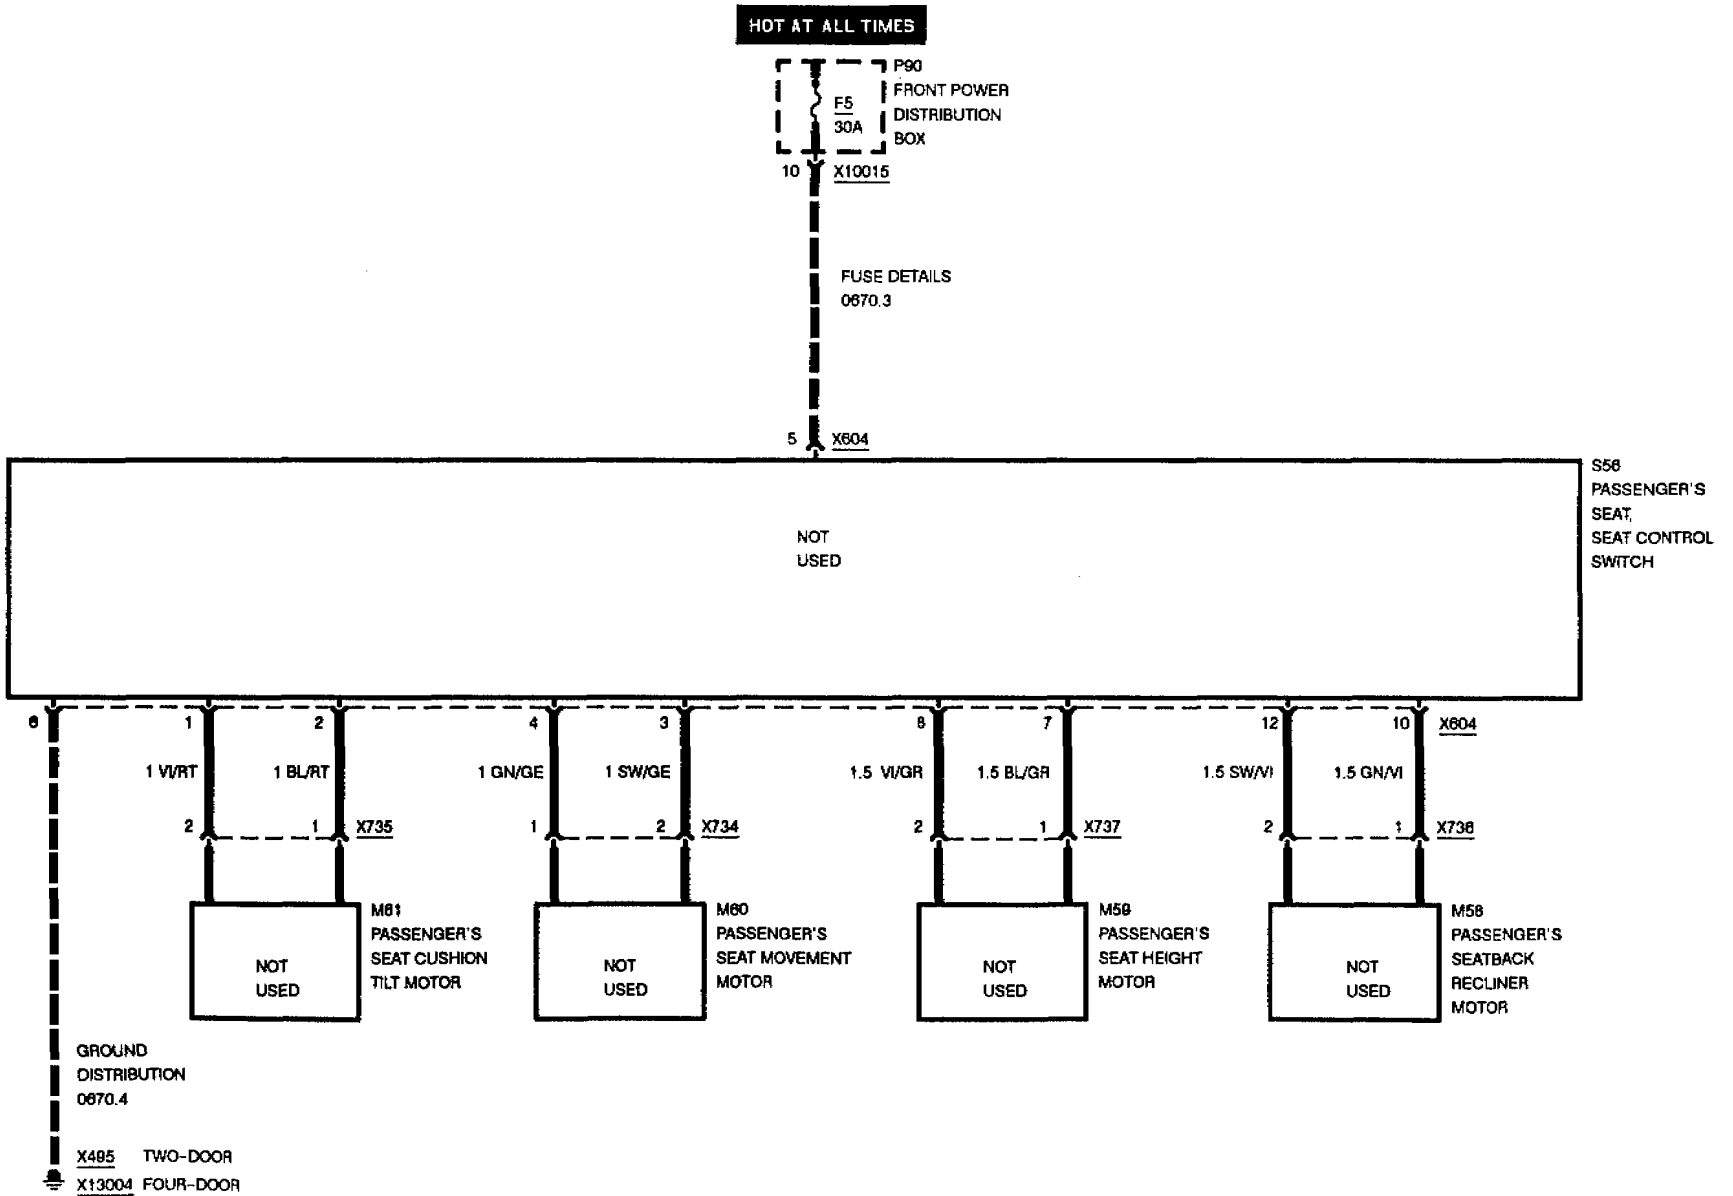 HOT AT ALL TIMES
P90
FRONT POWER
DISTRIBUTION
BOX
F5
30A
10
X10015
FUSE DETAILS
0670.3
5
X604
S56
PASSENGER'S
SEAT,
SEAT CONTROL
SWITCH
NOT
USED
6
1
2
4
3
8
7
12
10
X604
1 VI/RT
1 BL/RT
1 GN/GE
1 SW/GE
1.5 VI/GR
1.5 BL/GR
1.5 SW/VI
1.5 GN/VI
2
1
X735
1
2
X734
2
1
X737
2
1
X736
M61
PASSENGER'S
SEAT CUSHION
TILT MOTOR
NOT
USED
M60
PASSENGER'S
SEAT MOVEMENT
MOTOR
NOT
USED
M59
PASSENGER'S
SEAT HEIGHT
MOTOR
NOT
USED
M58
PASSENGER'S
SEATBACK
RECLINER
MOTOR
NOT
USED
GROUND
DISTRIBUTION
0670.4
X495 TWO-DOOR
X13004 FOUR-DOOR